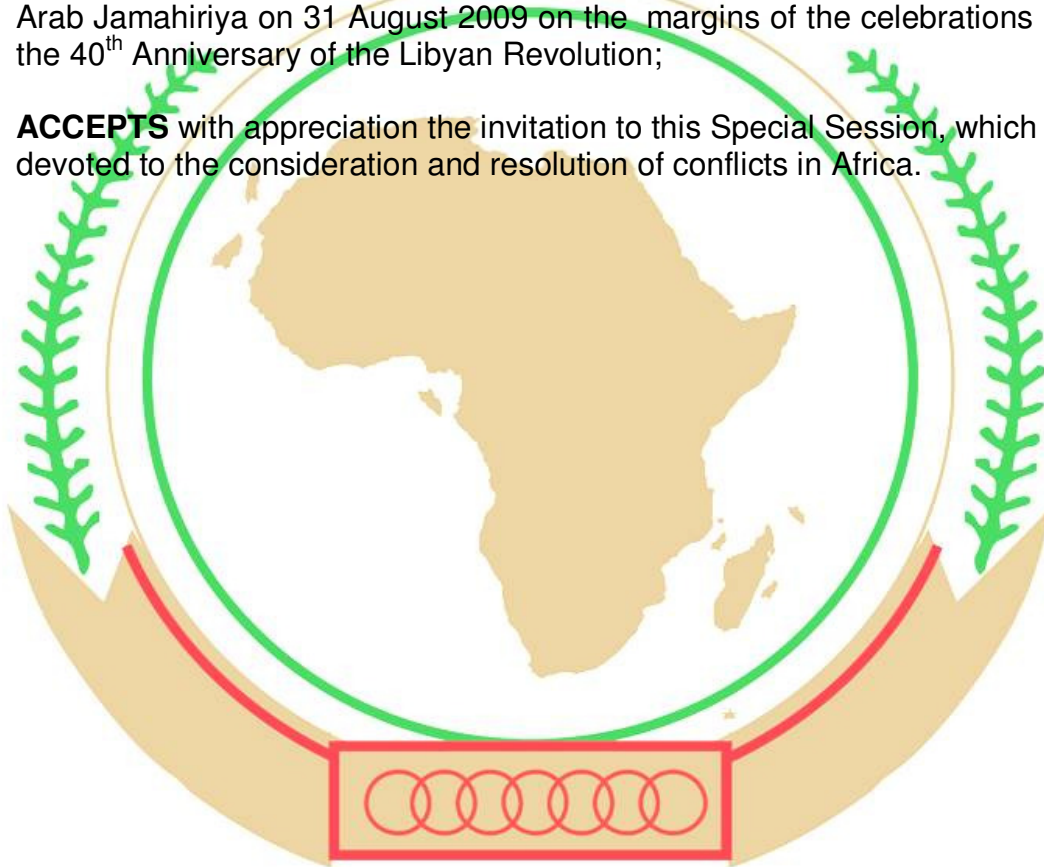 Arab Jamahiriya on 31 August 2009 on the margins of the celebrations
the 40th Anniversary of the Libyan Revolution;
ACCEPTS with appreciation the invitation to this Special Session, which
devoted to the consideration and resolution of conflicts in Africa.